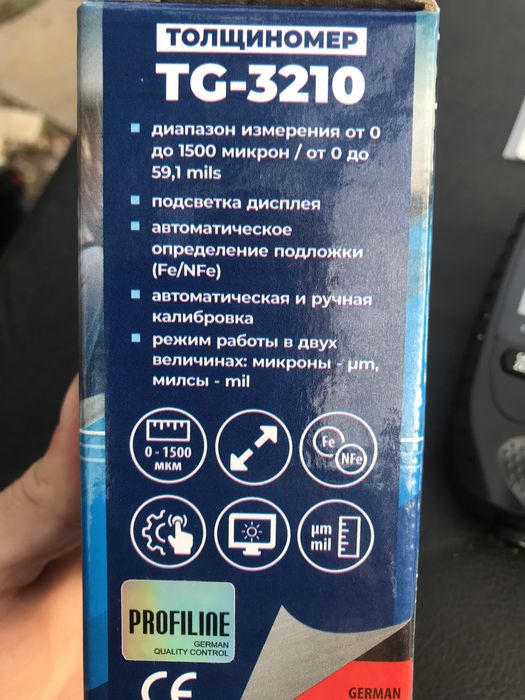 ТОЛЩИНОМЕР
TG-3210
диапазон измерения от 0
до 1500 микрон / от 0 до
59,1 mils
подсветка дисплея
автоматическое
определение подложки
(Fe/NFe)
автоматическая и ручная
калибровка
режим работы в двух
величинах: микроны - µm,
милсы - mil
0 - 1500
МКМ
Fe
NFe
µm
mil
PROFILINE
GERMAN
QUALITY CONTROL
CE
GERMAN